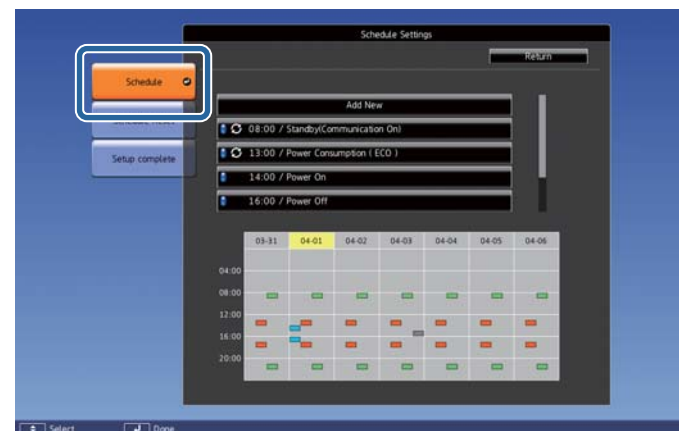 Schedule Settings
Return
Schedule
Add New
08:00 / Standby(Communication On)
13:00 / Power Consumption ( ECO )
Setup complete
14:00 / Power On
16:00 / Power Off
03-31 04-01 04-02 04-03 04-04 04-05 04-06
04:00
08:00
12:00
16:00
20:00
Select Done